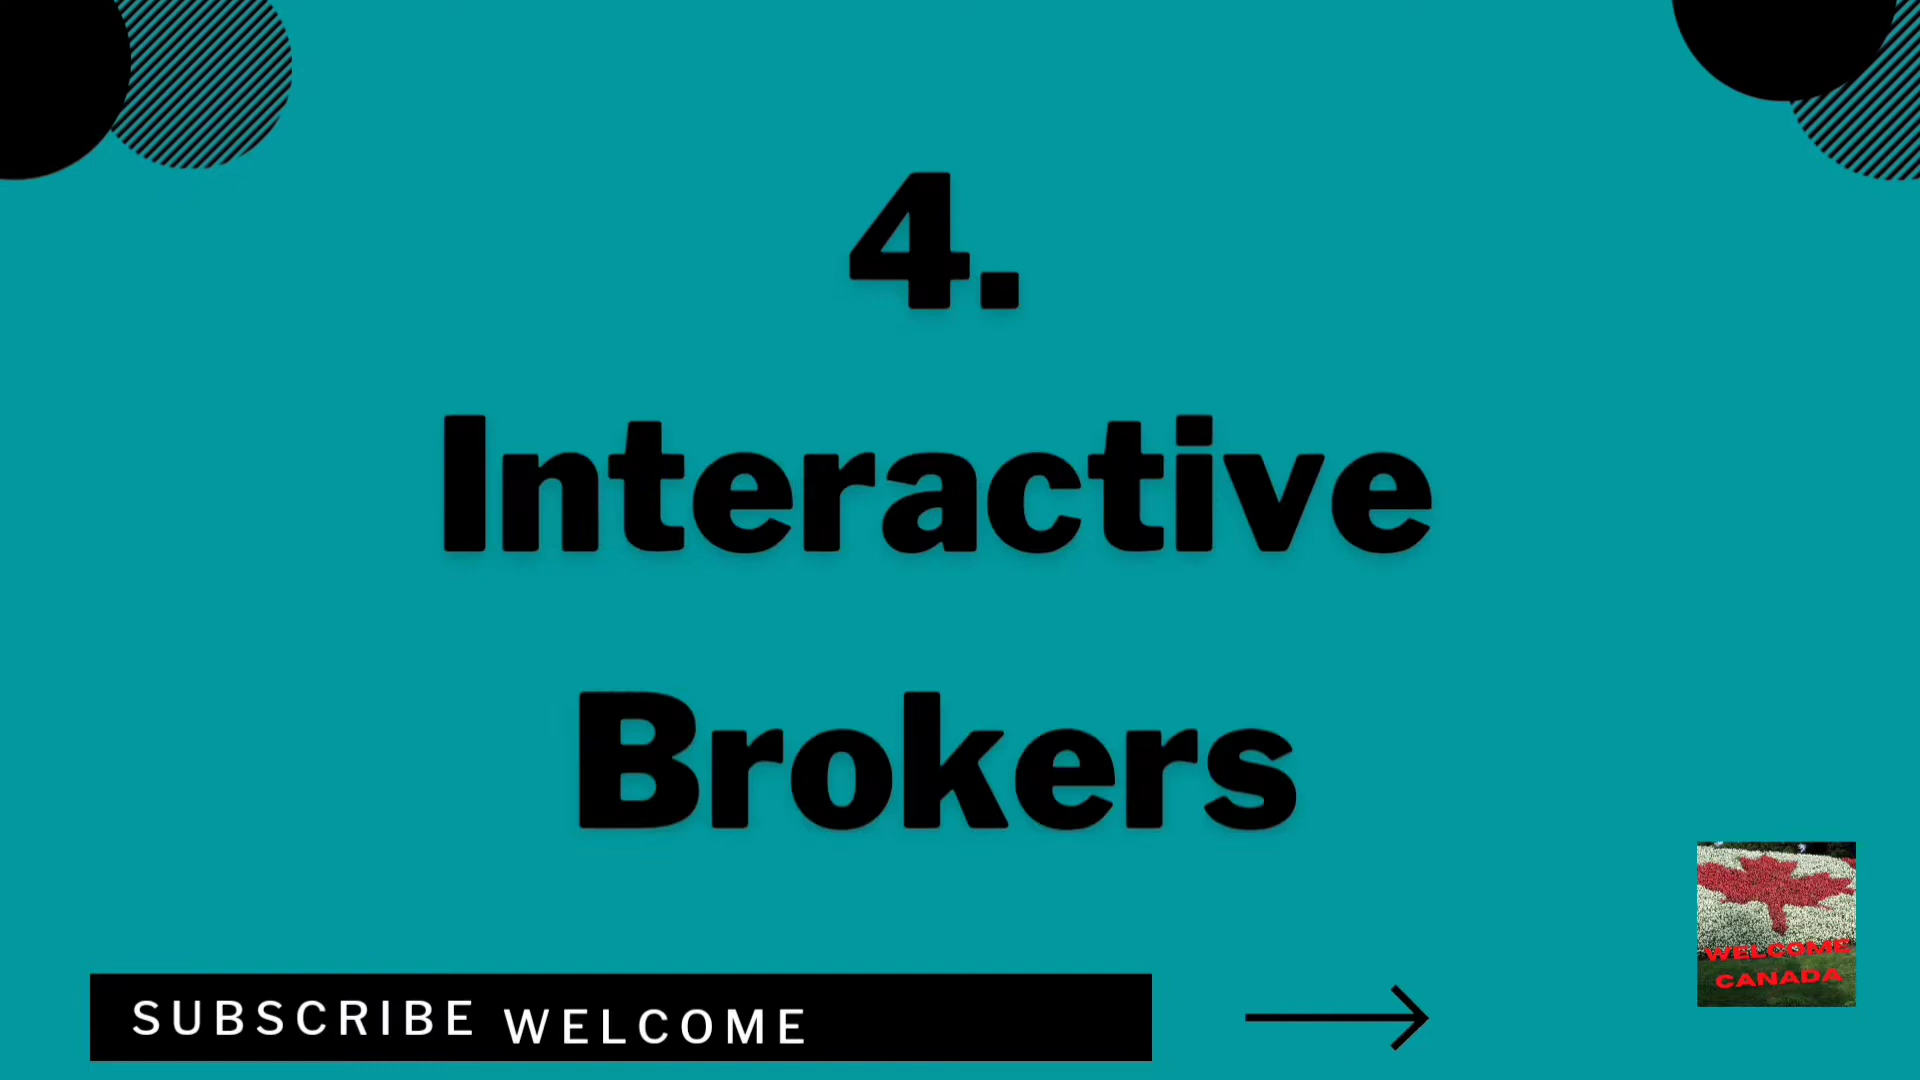 4.
Interactive
Brokers
SUBSCRIBE WELCOME
WELCOME
CANADA